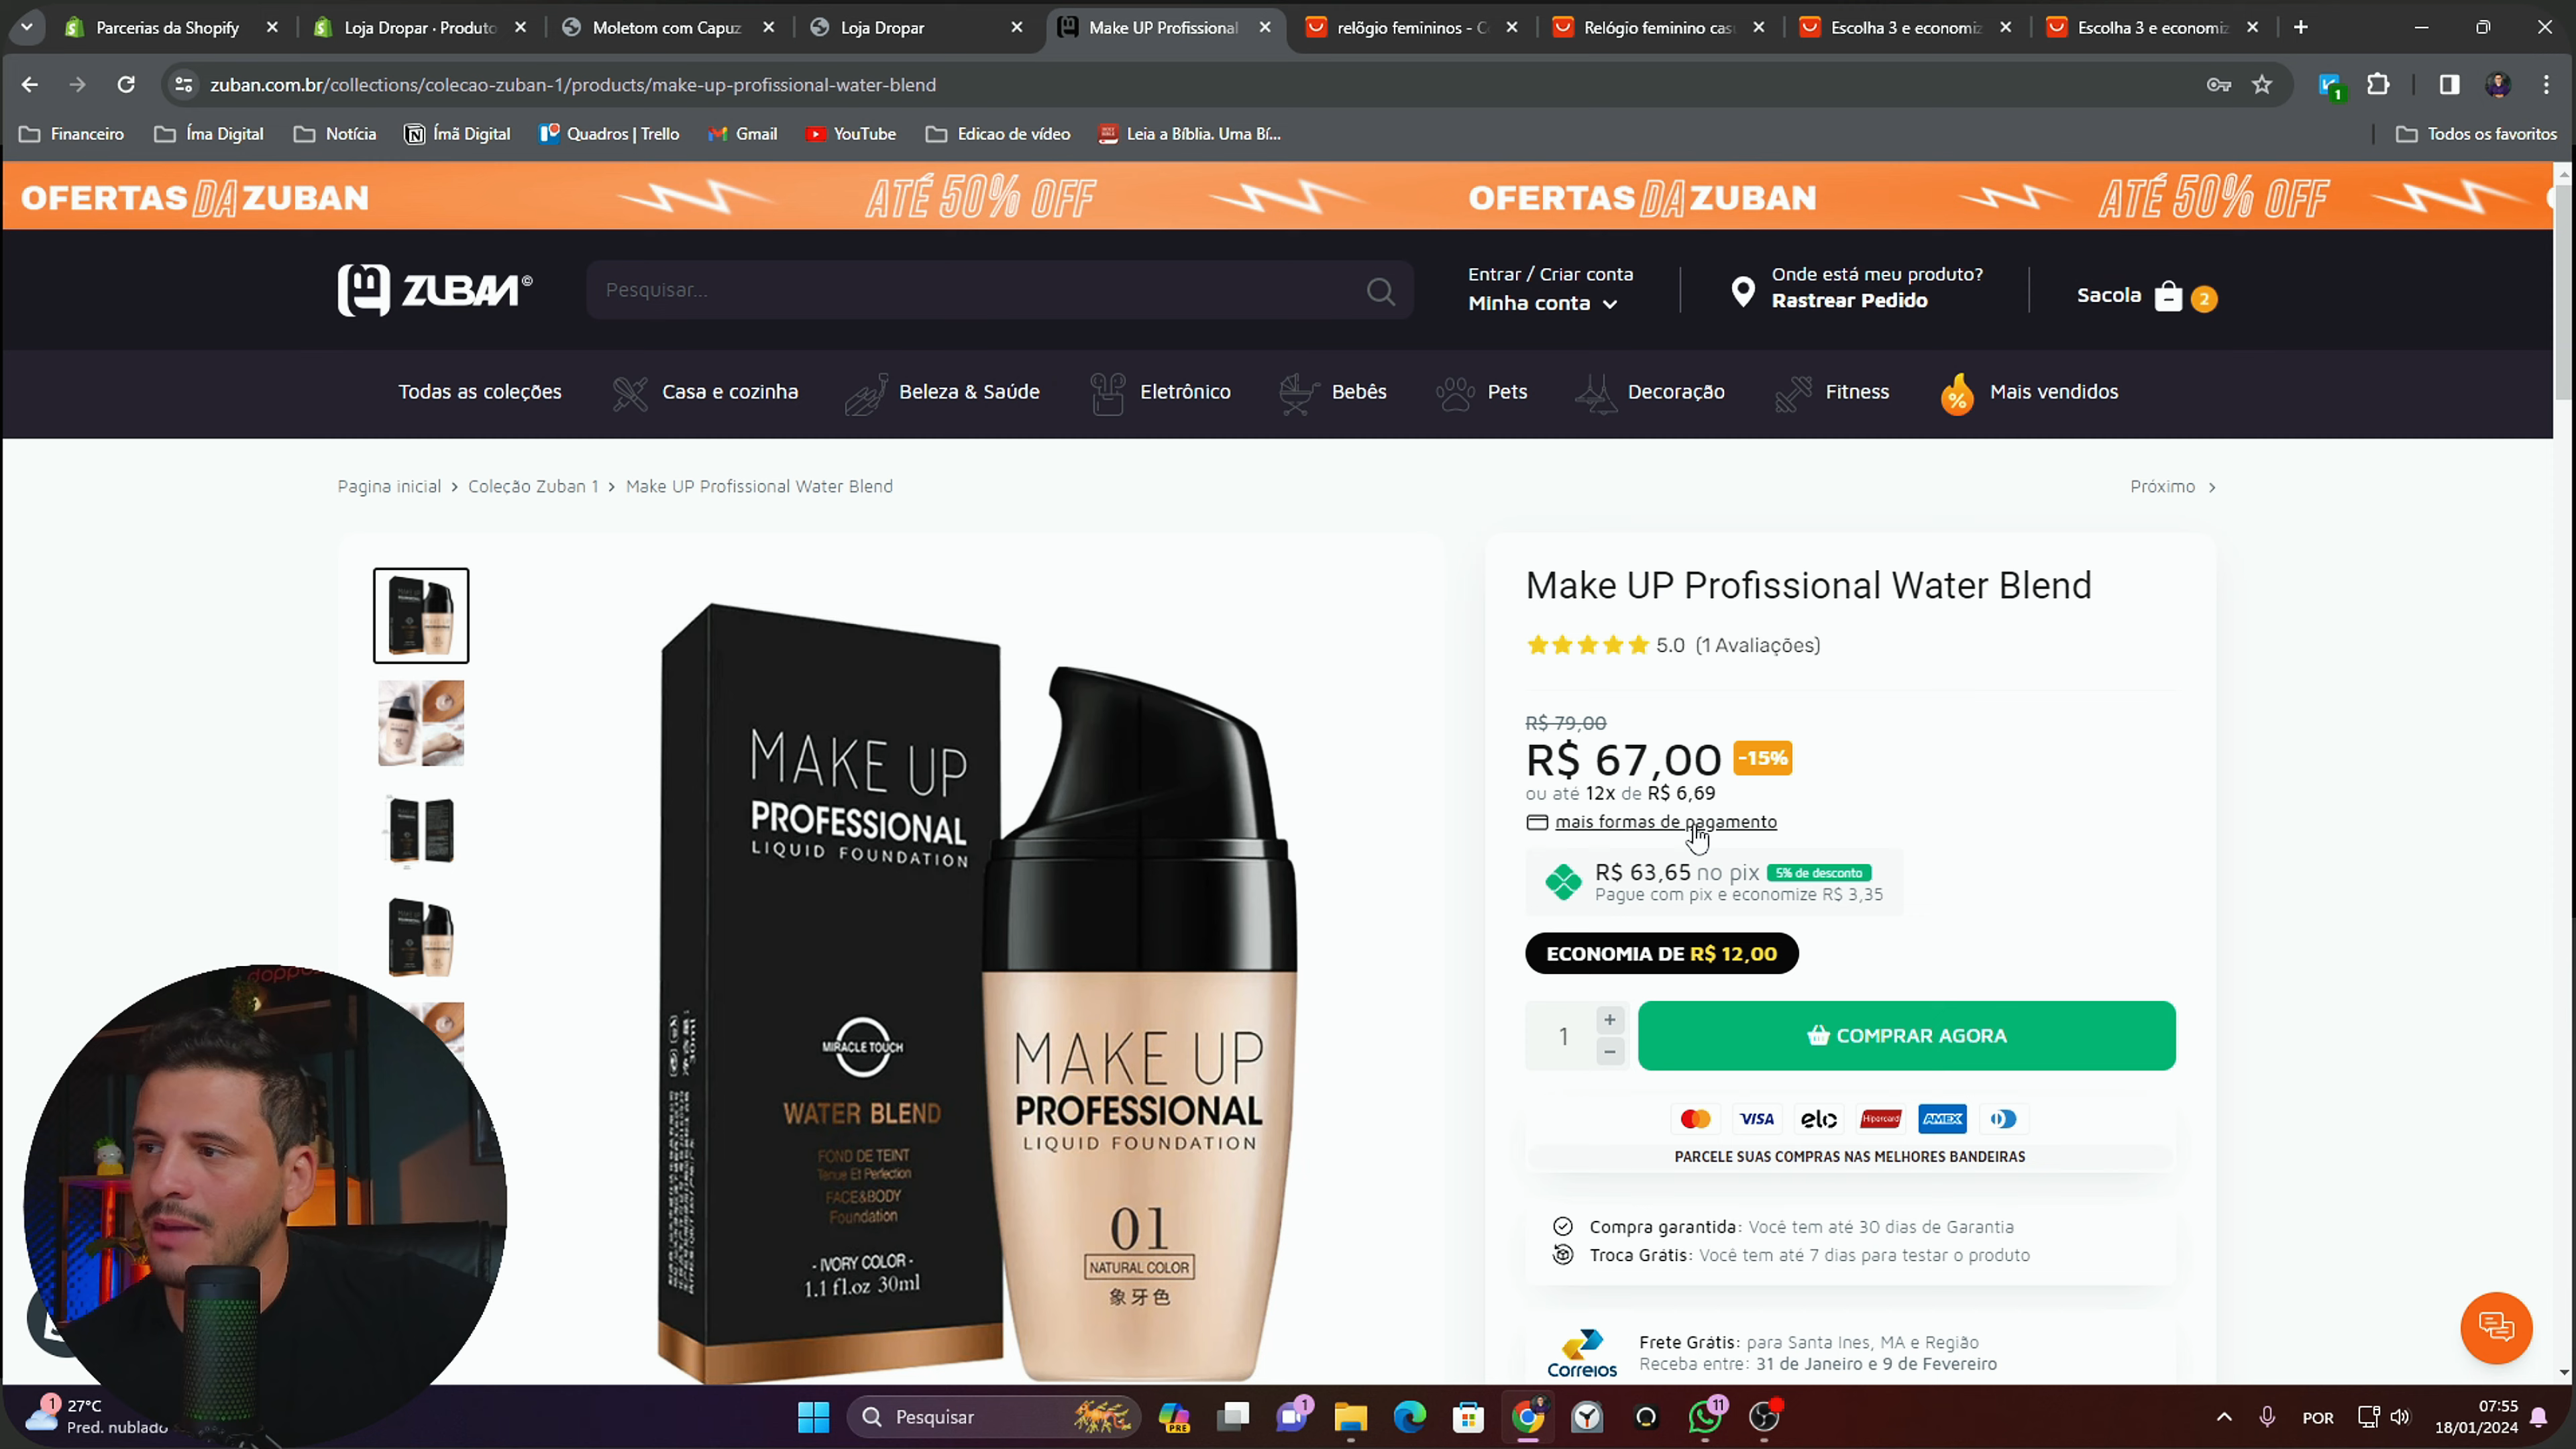 Parcerias da Shopify
Loja Dropar · Produto
Moletom com Capuz
Loja Dropar
Make UP Profissional
relõgio femininos - C
Relógio feminino cas
Escolha 3 e economiz
Escolha 3 e economiz
zuban.com.br/collections/colecao-zuban-1/products/make-up-profissional-water-blend
1
Financeiro
Íma Digital
Notícia
Ímã Digital
Quadros | Trello
Gmail
YouTube
Edicao de vídeo
Leia a Bíblia. Uma Bí...
Todos os favoritos
OFERTAS DA ZUBAN
ATÉ 50% OFF
OFERTAS DA ZUBAN
ATÉ 50% OFF
ZUBAN©
Pesquisar...
Entrar / Criar conta
Minha conta
Onde está meu produto?
Rastrear Pedido
Sacola
2
Todas as coleções
Casa e cozinha
Beleza & Saúde
Eletrônico
Bebês
Pets
Decoração
Fitness
Mais vendidos
Pagina inicial > Coleção Zuban 1 > Make UP Profissional Water Blend
Próximo >
MAKE UP
PROFESSIONAL
LIQUID FOUNDATION
MIRACLE TOUCH
WATER BLEND
FOND DE TEINT
Tenue Et Perfection
FACE&BODY
Foundation
- IVORY COLOR -
1.1 fl.oz 30ml
MAKE UP
PROFESSIONAL
LIQUID FOUNDATION
01
NATURAL COLOR
象牙色
Make UP Profissional Water Blend
5.0 (1 Avaliações)
R$ 79,00
R$ 67,00 -15%
ou até 12x de R$ 6,69
mais formas de pagamento
R$ 63,65 no pix 5% de desconto
Pague com pix e economize R$ 3,35
ECONOMIA DE R$ 12,00
1
+
-
COMPRAR AGORA
VISA
elo
Hipercard
AMEX
PARCELE SUAS COMPRAS NAS MELHORES BANDEIRAS
Compra garantida: Você tem até 30 dias de Garantia
Troca Grátis: Você tem até 7 dias para testar o produto
Correios
Frete Grátis: para Santa Ines, MA e Região
Receba entre: 31 de Janeiro e 9 de Fevereiro
1
27°C
Pred. nublado
Pesquisar
PRE
1
11
POR
07:55
18/01/2024